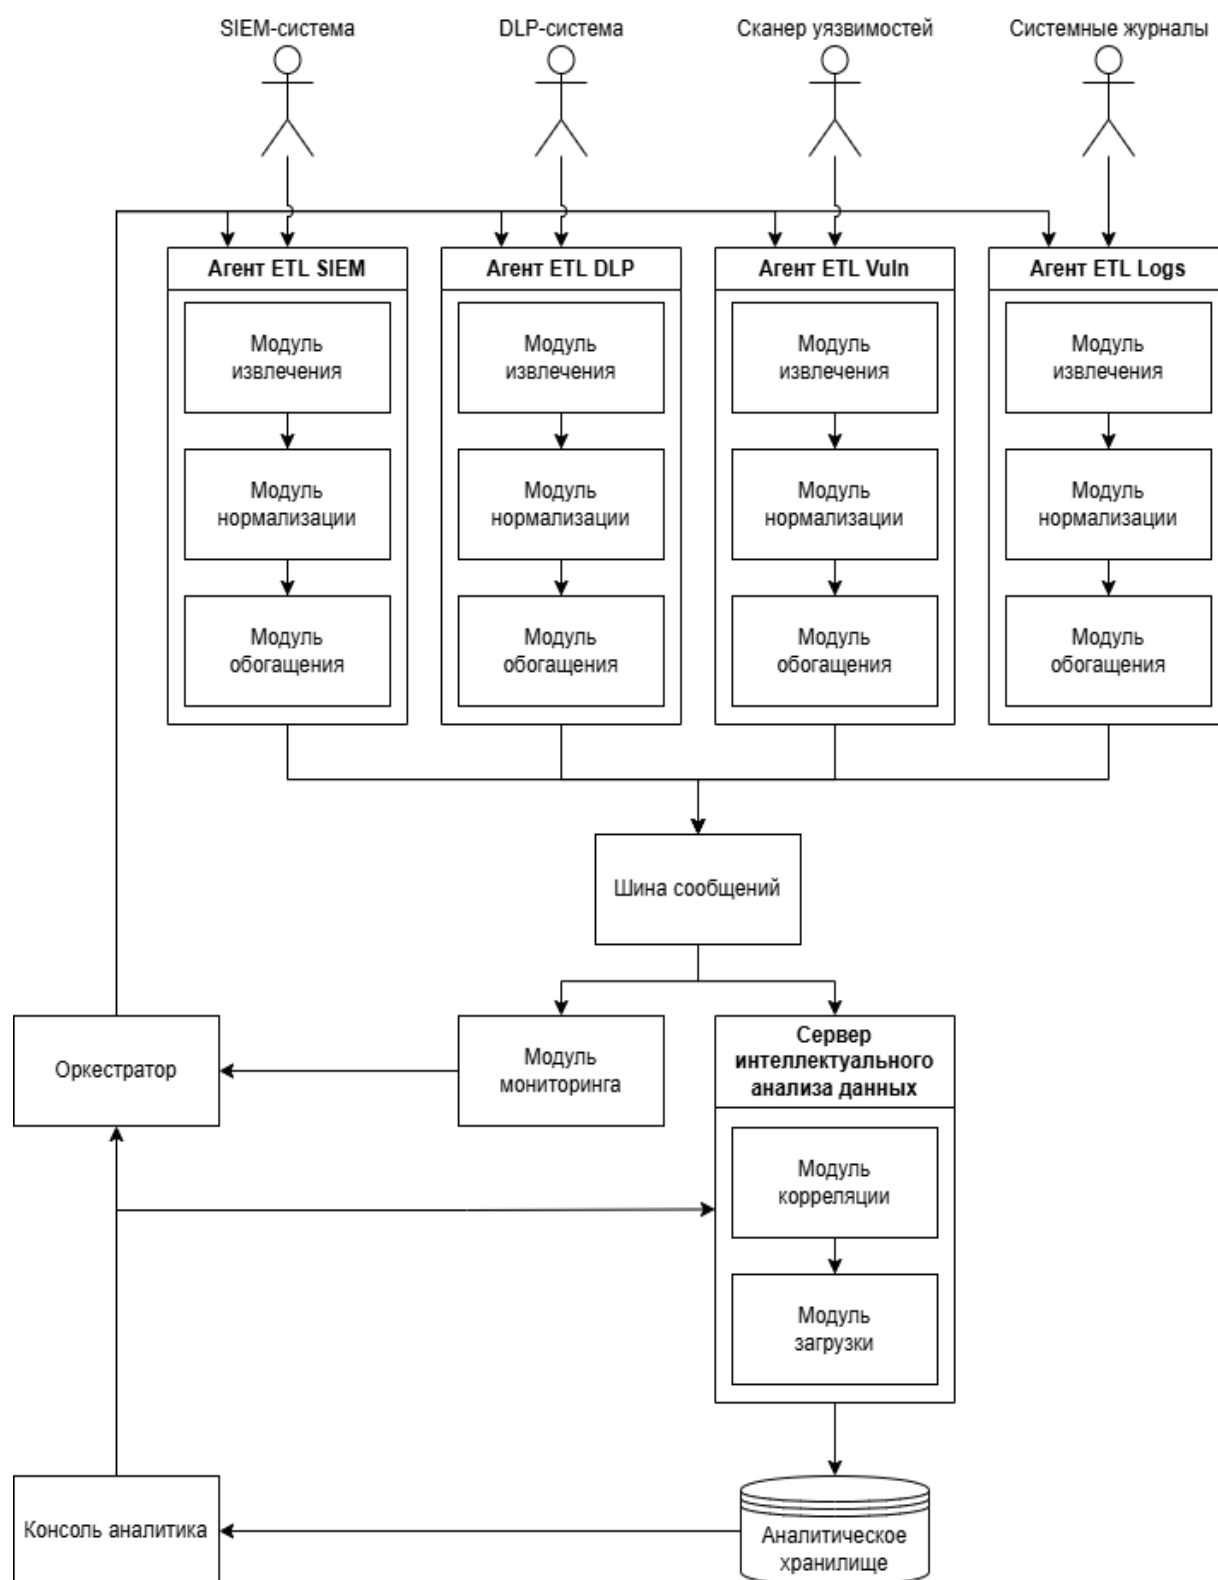 SIEM-система
DLP-система
Сканер уязвимостей
Системные журналы
Агент ETL SIEM
Агент ETL DLP
Агент ETL Vuln
Агент ETL Logs
Модуль
извлечения
Модуль
извлечения
Модуль
извлечения
Модуль
извлечения
Модуль
нормализации
Модуль
нормализации
Модуль
нормализации
Модуль
нормализации
Модуль
обогащения
Модуль
обогащения
Модуль
обогащения
Модуль
обогащения
Шина сообщений
Оркестратор
Модуль
мониторинга
Сервер
интеллектуального
анализа данных
Модуль
корреляции
Модуль
загрузки
Консоль аналитика
Аналитическое
хранилище